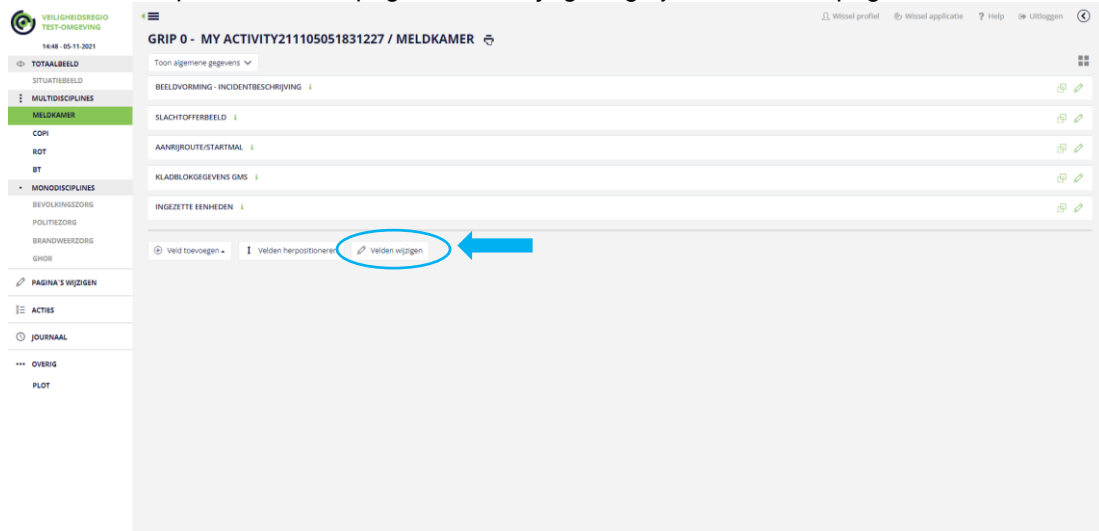 VEILIGHEIDSREGIO
TEST-OMGEVING
14:48 - 05-11-2021
TOTAALBEELD
SITUATIEBEELD
MULTIDISCIPLINES
MELDKAMER
COPI
ROT
BT
MONODISCIPLINES
BEVOLKINGSZORG
POLITIEZORG
BRANDWEERZORG
GHOR
PAGINA'S WIJZIGEN
ACTIES
JOURNAAL
OVERIG
PLOT
Wissel profiel Wissel applicatie ? Help Uitloggen
GRIP 0 - MY ACTIVITY211105051831227 / MELDKAMER
Toon algemene gegevens
BEELDVORMING - INCIDENTBESCHRIJVING i
SLACHTOFFERBEELD i
AANRIJROUTE/STARTMAL i
KLADBLOKGEGEVENS GMS i
INGEZETTE EENHEDEN i
Veld toevoegen Velden herpositioneren Velden wijzigen